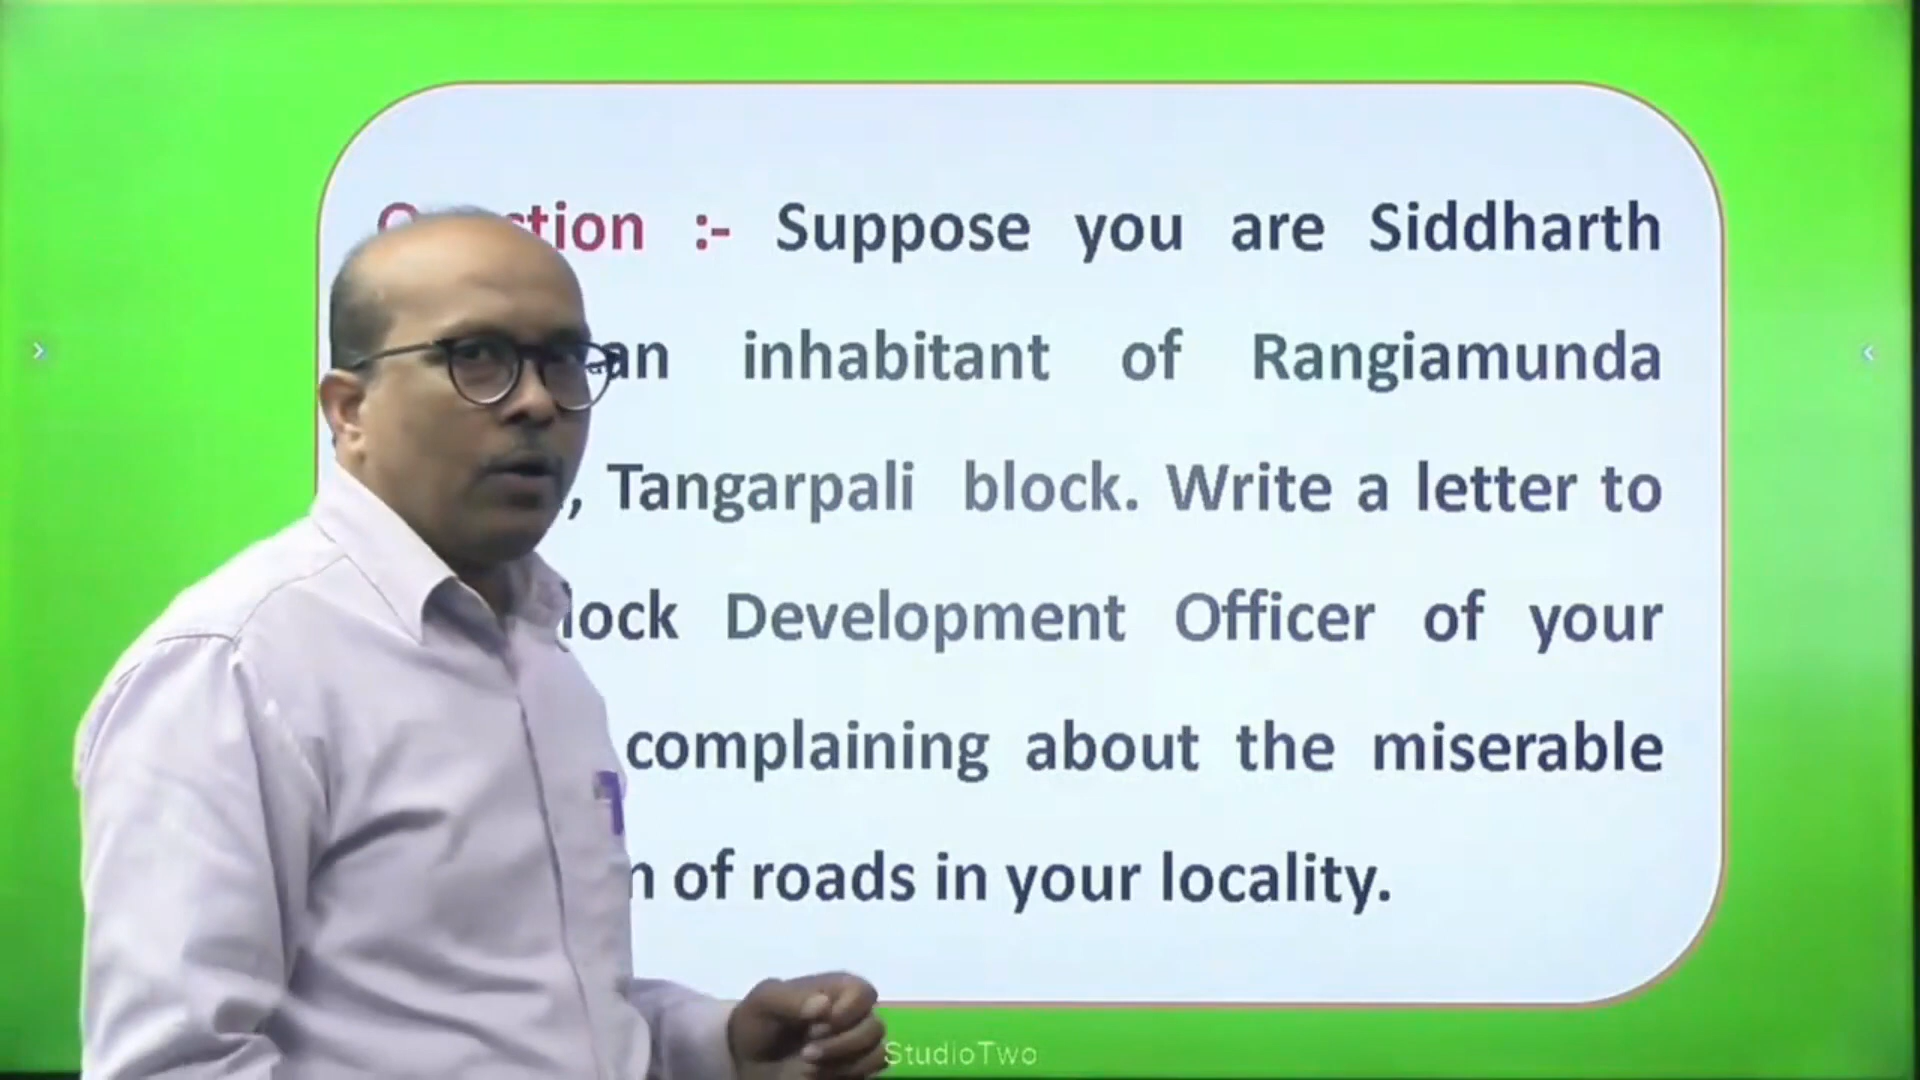 Question :- Suppose you are Siddharth
an inhabitant of Rangiamunda
, Tangarpali block. Write a letter to
lock Development Officer of your
complaining about the miserable
n of roads in your locality.
StudioTwo